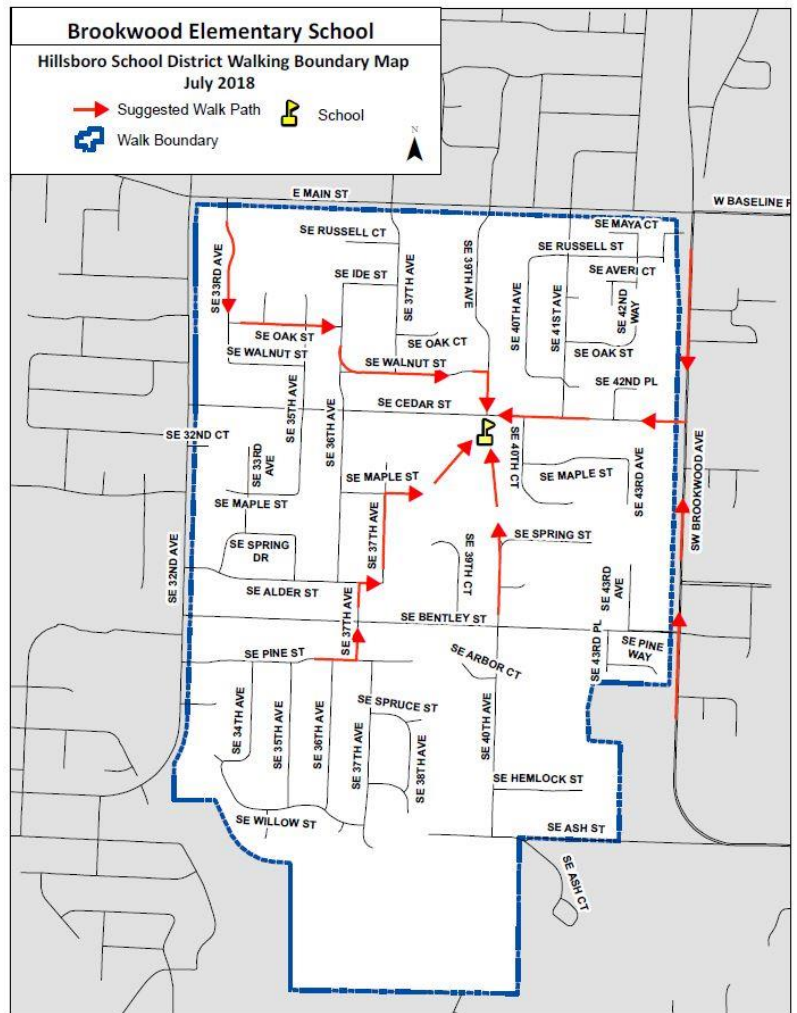 Brookwood Elementary School
Hillsboro School District Walking Boundary Map
July 2018
Suggested Walk Path
School
Walk Boundary
N
E MAIN ST
W BASELINE R
SE MAYA CT
SE RUSSELL CT
SE RUSSELL ST
SE 33RD AVE
SE 37TH AVE
SE 39TH AVE
SE IDE ST
SE AVERI CT
SE 40TH AVE
SE 41ST AVE
SE 42ND WAY
SE OAK ST
SE OAK CT
SE OAK ST
SE WALNUT ST
SE WALNUT ST
SE 42ND PL
SE 35TH AVE
SE 36TH AVE
SE CEDAR ST
SE 32ND CT
SE 33RD AVE
SE 40TH CT
SE MAPLE ST
SE MAPLE ST
SE 43RD AVE
SW BROOKWOOD AVE
SE MAPLE ST
SE 37TH AVE
SE SPRING DR
SE SPRING ST
SE 39TH CT
SE 32ND AVE
SE ALDER ST
SE 43RD AVE
SE 37TH AVE
SE BENTLEY ST
SE 43RD PL
SE PINE WAY
SE PINE ST
SE ARBOR CT
SE 34TH AVE
SE 35TH AVE
SE 36TH AVE
SE 37TH AVE
SE SPRUCE ST
SE 38TH AVE
SE 40TH AVE
SE HEMLOCK ST
SE WILLOW ST
SE ASH ST
SE ASH CT